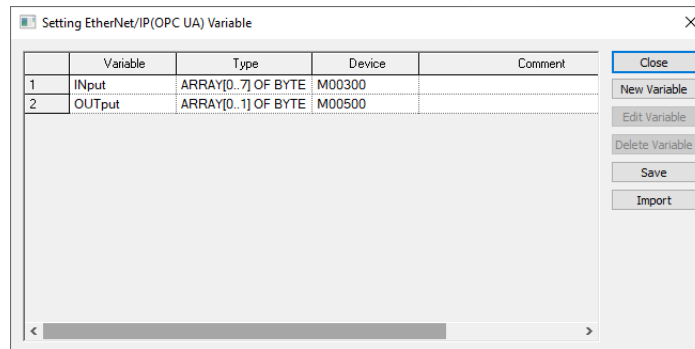 Setting EtherNet/IP(OPC UA) Variable
Variable Type Device Comment
1 INput ARRAY[0..7] OF BYTE M00300
2 OUTput ARRAY[0..1] OF BYTE M00500
Close
New Variable
Edit Variable
Delete Variable
Save
Import